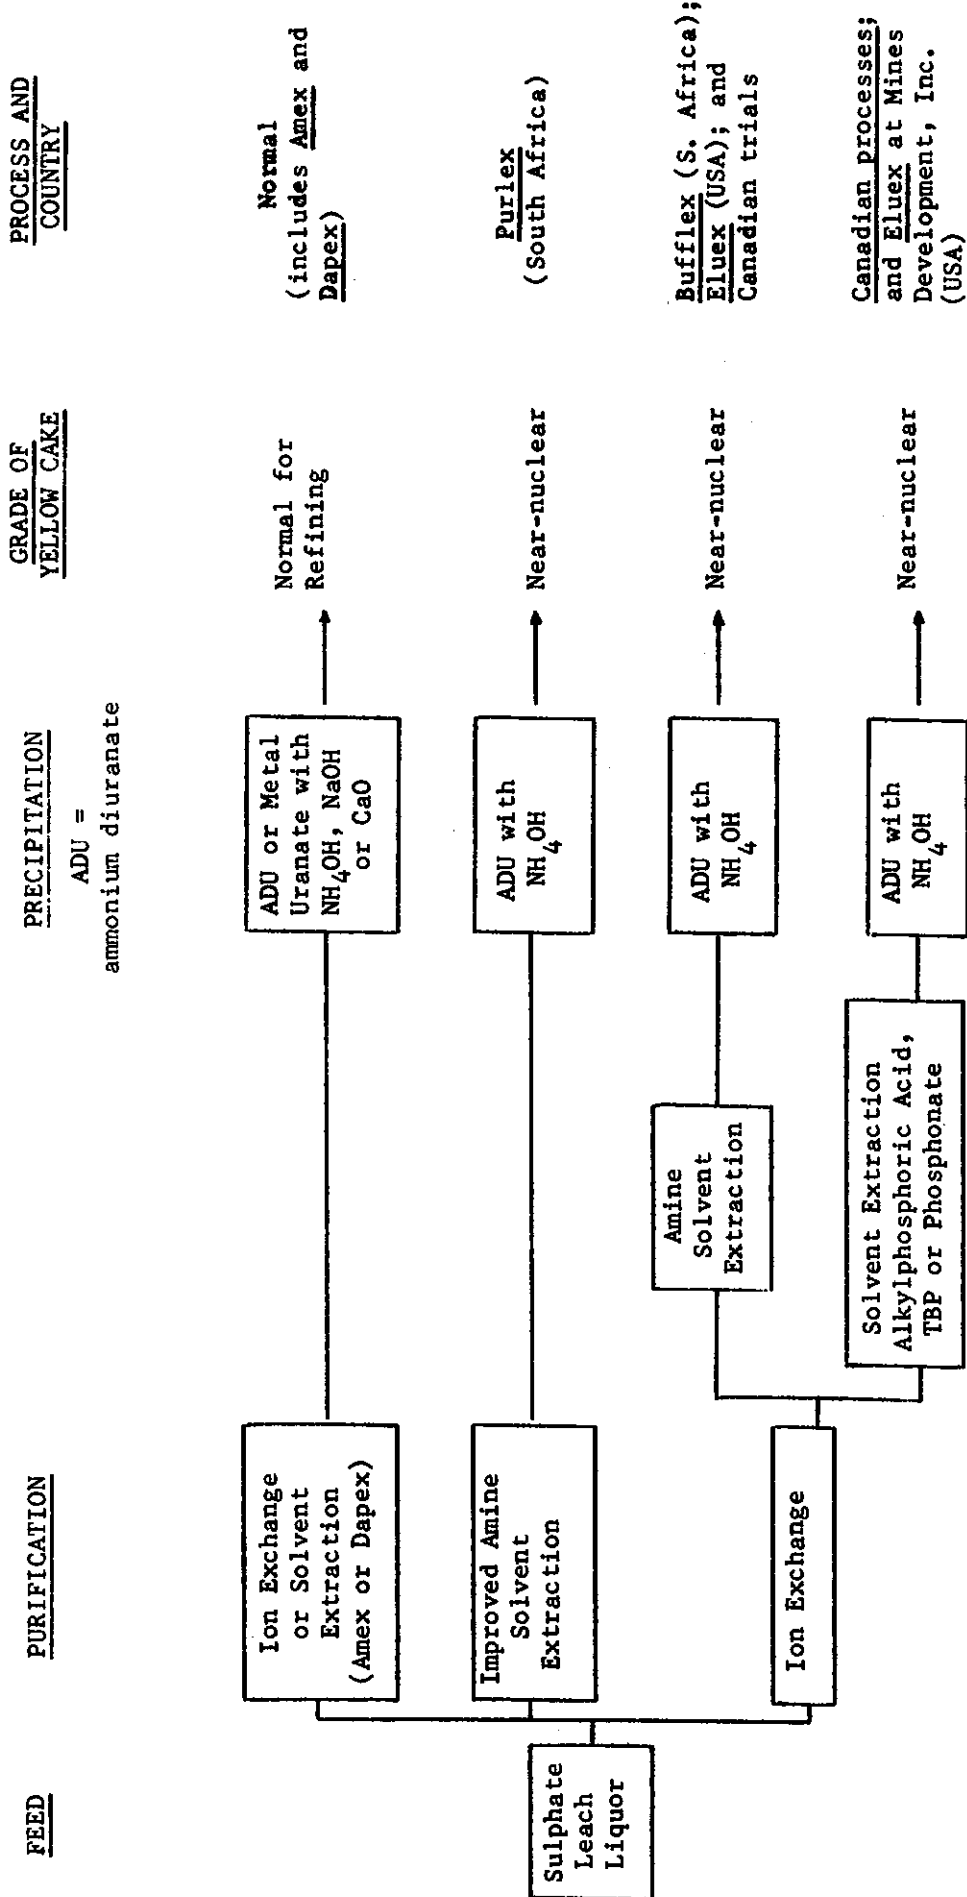 FEED
PURIFICATION
PRECIPITATION
ADU =
ammonium diuranate
GRADE OF
YELLOW CAKE
PROCESS AND
COUNTRY
Sulphate
Leach
Liquor
Ion Exchange
or Solvent
Extraction
(Amex or Dapex)
ADU or Metal
Uranate with
NH4OH, NaOH
or CaO
Normal for
Refining
Normal
(includes Amex and
Dapex)
Improved Amine
Solvent
Extraction
ADU with
NH4OH
Near-nuclear
Purlex
(South Africa)
Ion Exchange
Amine
Solvent
Extraction
ADU with
NH4OH
Near-nuclear
Bufflex (S. Africa);
Eluex (USA); and
Canadian trials
Solvent Extraction
Alkylphosphoric Acid,
TBP or Phosphonate
ADU with
NH4OH
Near-nuclear
Canadian processes;
and Eluex at Mines
Development, Inc.
(USA)